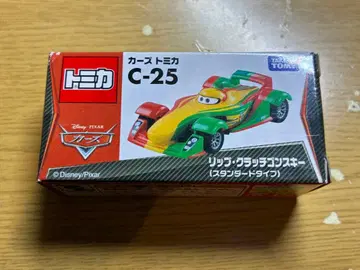 トミカ
カーズ トミカ
C-25
TAKARA
TOMY
Disney PIXAR
カーズ
リップ・クラッチゴンスキー
(スタンダードタイプ)
©Disney/Pixar